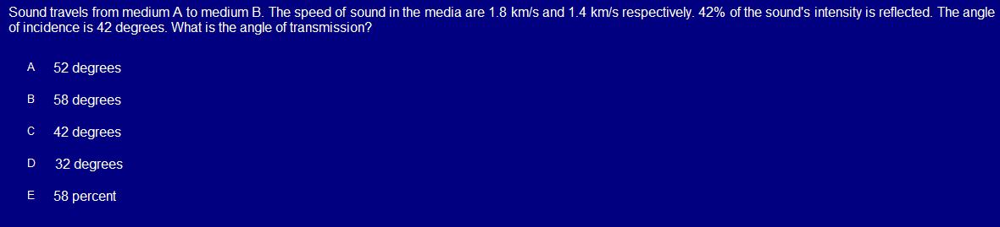 Sound travels from medium A to medium B. The speed of sound in the media are 1.8 km/s and 1.4 km/s respectively. 42% of the sound's intensity is reflected. The angle
of incidence is 42 degrees. What is the angle of transmission?
A 52 degrees
B 58 degrees
C 42 degrees
D 32 degrees
E 58 percent